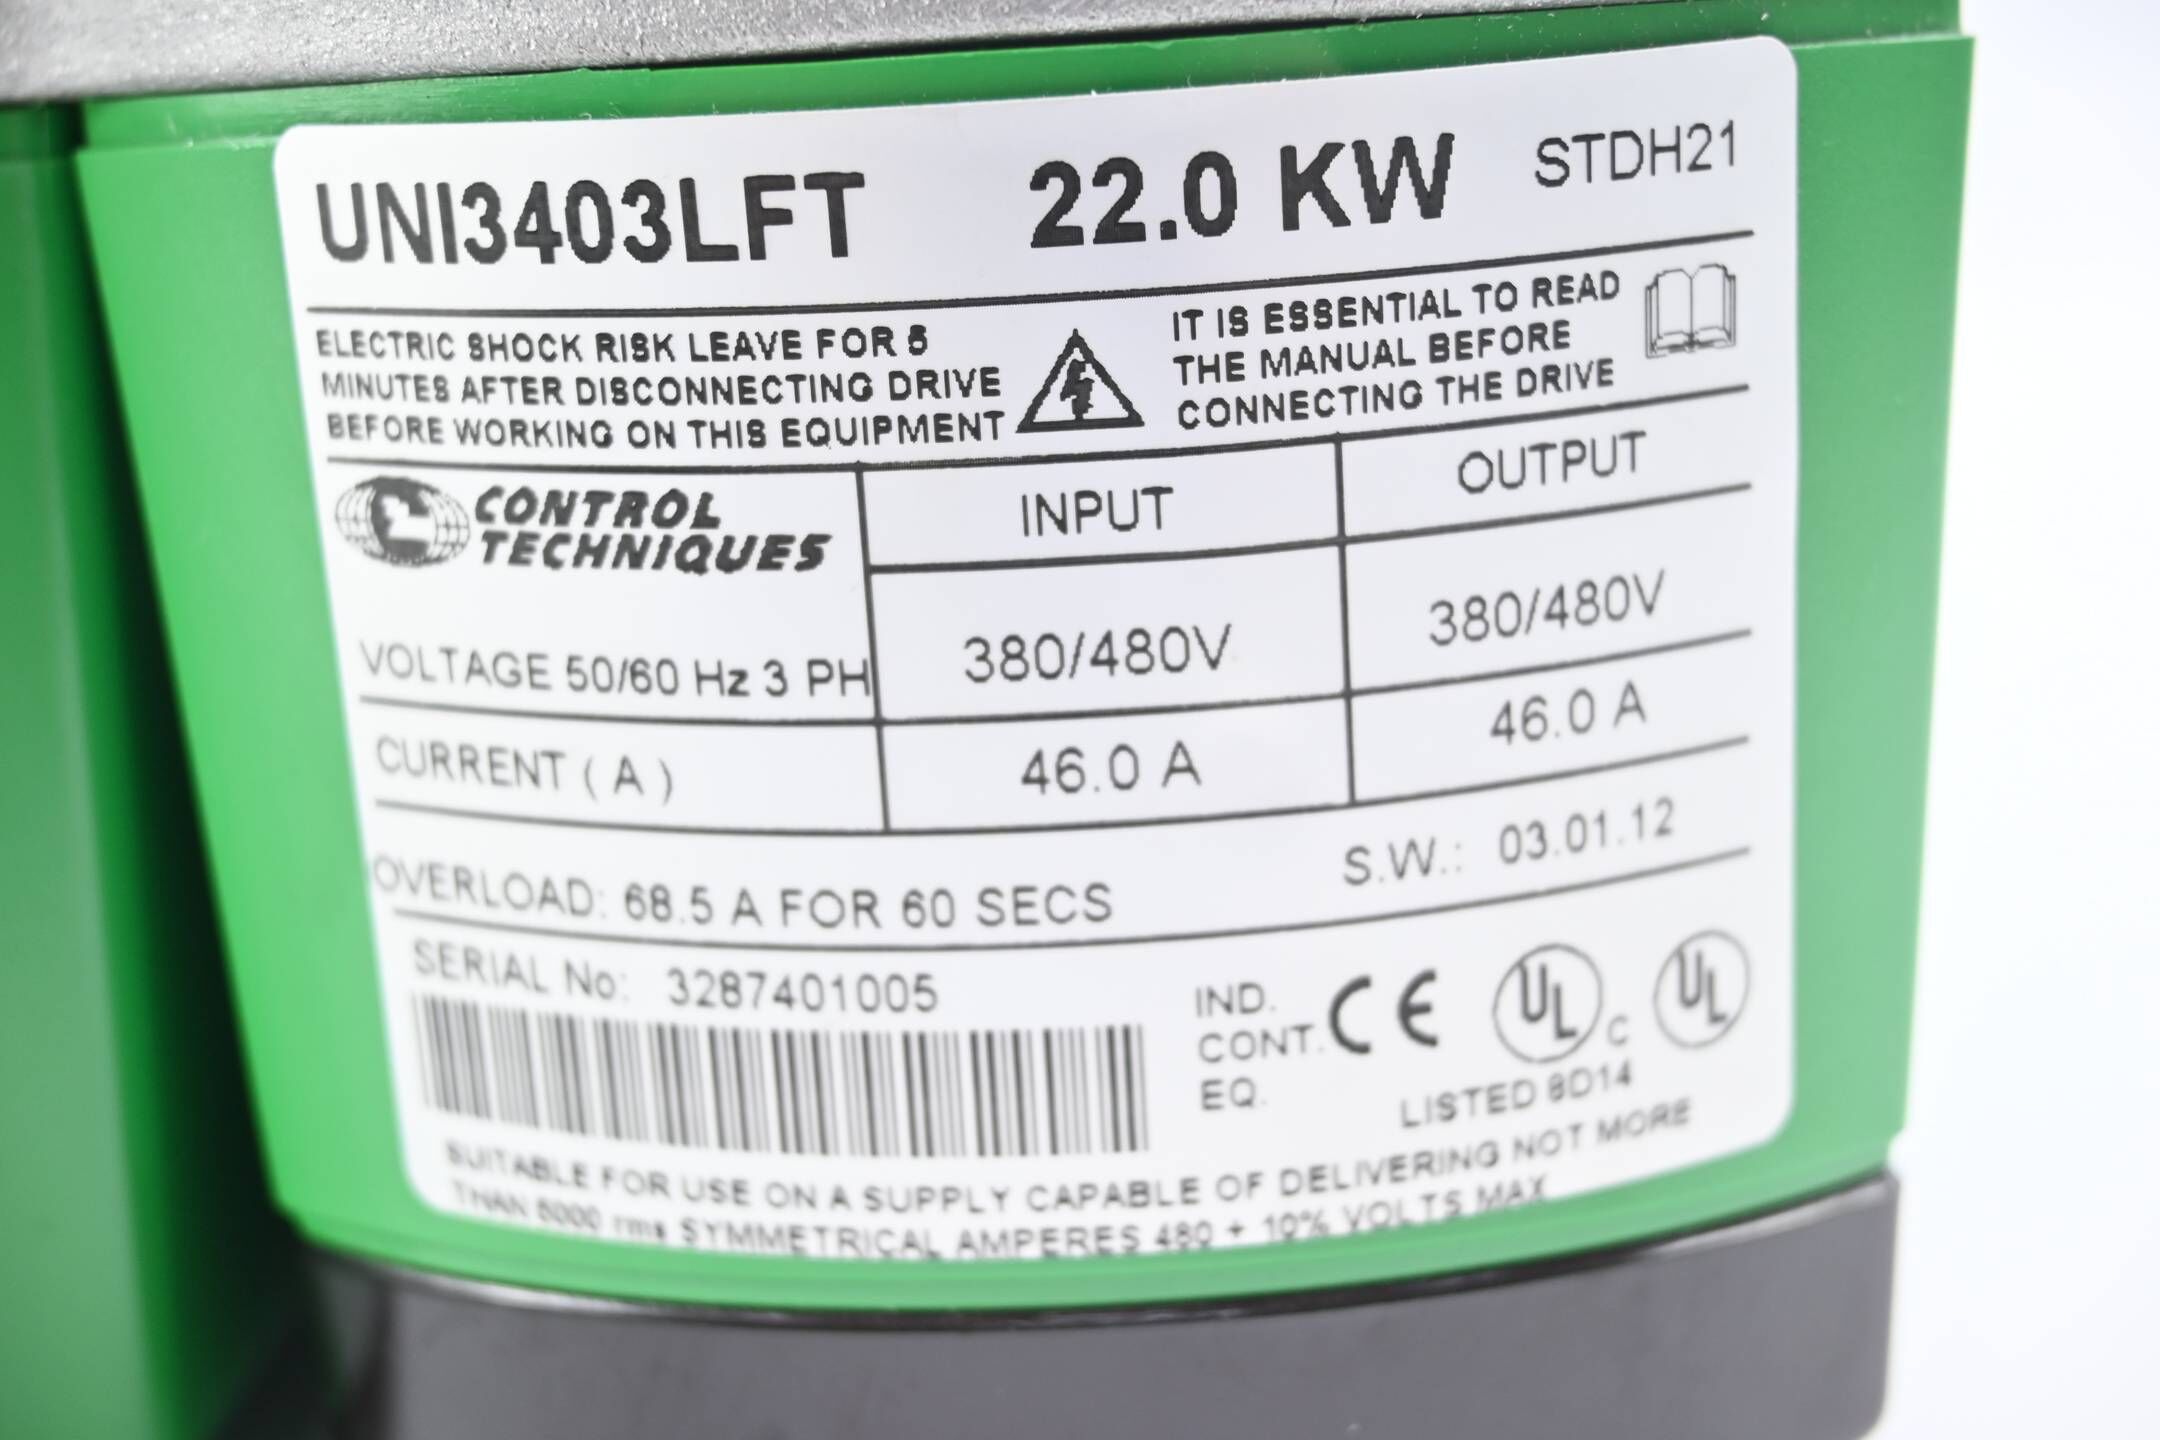 UNI3403LFT 22.0 KW STDH21
ELECTRIC SHOCK RISK LEAVE FOR 5
MINUTES AFTER DISCONNECTING DRIVE
BEFORE WORKING ON THIS EQUIPMENT
IT IS ESSENTIAL TO READ
THE MANUAL BEFORE
CONNECTING THE DRIVE
CONTROL
TECHNIQUES
INPUT OUTPUT
VOLTAGE 50/60 Hz 3 PH 380/480V 380/480V
CURRENT ( A ) 46.0 A 46.0 A
OVERLOAD: 68.5 A FOR 60 SECS S.W.: 03.01.12
SERIAL No: 3287401005
IND.
CONT.
EQ.
CE
UL
C UL
LISTED 8D14
SUITABLE FOR USE ON A SUPPLY CAPABLE OF DELIVERING NOT MORE
THAN 5000 rms SYMMETRICAL AMPERES 480 + 10% VOLTS MAX